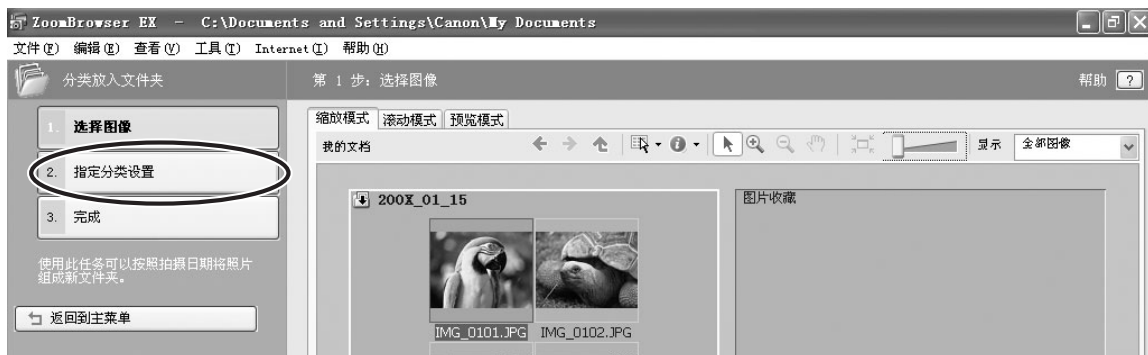 ZoomBrowser EX - C:\Documents and Settings\Canon\My Documents
文件(F) 编辑(E) 查看(V) 工具(T) Internet(I) 帮助(H)
分类放入文件夹
第 1 步: 选择图像
帮助 ?
1. 选择图像
2. 指定分类设置
3. 完成
使用此任务可以按照拍摄日期将照片
组成新文件夹。
返回到主菜单
缩放模式 滚动模式 预览模式
我的文档
显示 全部图像
200X_01_15
图片收藏
IMG_0101.JPG IMG_0102.JPG